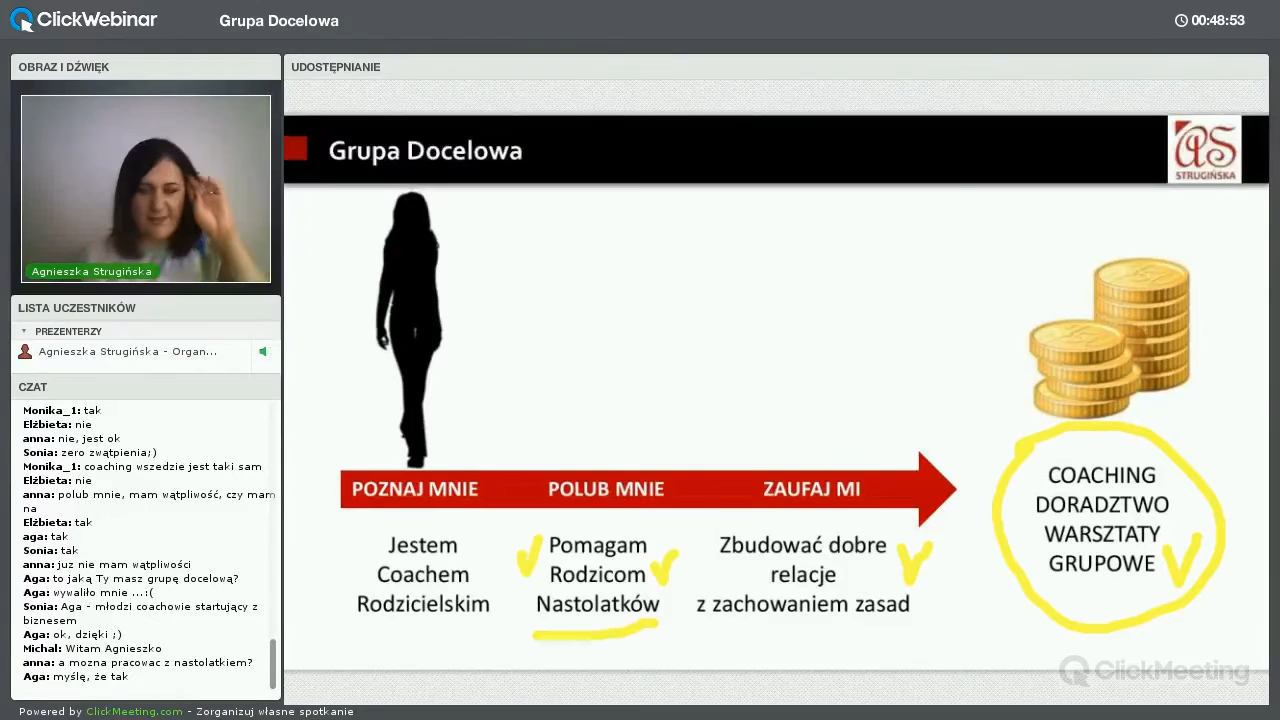 ClickWebinar
Grupa Docelowa
00:48:53
OBRAZ I DŹWIĘK
Agnieszka Strugińska
LISTA UCZESTNIKÓW
PREZENTERZY
Agnieszka Strugińska - Organ...
CZAT
Monika_1: tak
Elżbieta: nie
anna: nie, jest ok
Sonia: zero zwątpienia;)
Monika_1: coaching wszedzie jest taki sam
Elżbieta: nie
anna: polub mnie, mam wątpliwość, czy mam
na
Elżbieta: tak
aga: tak
Sonia: tak
anna: juz nie mam wątpliwości
Aga: to jaką Ty masz grupę docelową?
Aga: wywaliło mnie ...:(
Sonia: Aga - młodzi coachowie startujący z
biznesem
Aga: ok, dzięki ;)
Michal: Witam Agnieszko
anna: a mozna pracowac z nastolatkiem?
Aga: myślę, że tak
UDOSTĘPNIANIE
Grupa Docelowa
AS
STRUGIŃSKA
POZNAJ MNIE
POLUB MNIE
ZAUFAJ MI
Jestem
Coachem
Rodzicielskim
Pomagam
Rodzicom
Nastolatków
Zbudować dobre
relacje
z zachowaniem zasad
COACHING
DORADZTWO
WARSZTATY
GRUPOWE
ClickMeeting
Powered by ClickMeeting.com - Zorganizuj własne spotkanie